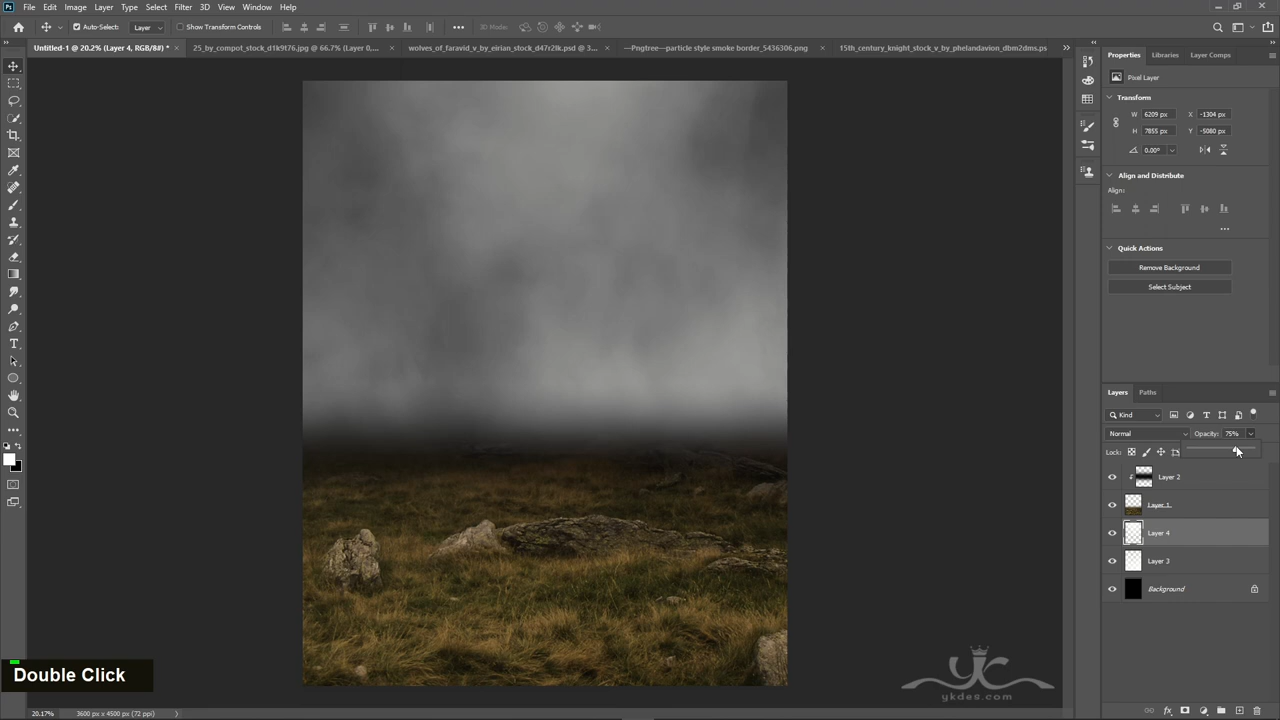 File Edit Image Layer Type Select Filter 3D View Window Help
Auto-Select: Layer Show Transform Controls 3D Mode:
Untitled-1 @ 20.2% (Layer 4, RGB/8#) * 25_by_compot_stock_d1k9t76.jpg @ 66.7% (Layer 0,... wolves_of_faravid_v_by_eirian_stock_d47r2lk.psd @ 3... —Pngtree—particle style smoke border_5436306.png 15th_century_knight_stock_v_by_phelandavion_dbm2dms.ps
Properties Libraries Layer Comps
Pixel Layer
Transform
W 6209 px X -1304 px
H 7855 px Y -5080 px
0.00°
Align and Distribute
Align:
Quick Actions
Remove Background
Select Subject
Layers Paths
Kind
Normal Opacity: 75%
Lock:
Layer 2
Layer 1
Layer 4
Layer 3
Background
Double Click
yc
ykdes.com
20.17% 3600 px x 4500 px (72 ppi)